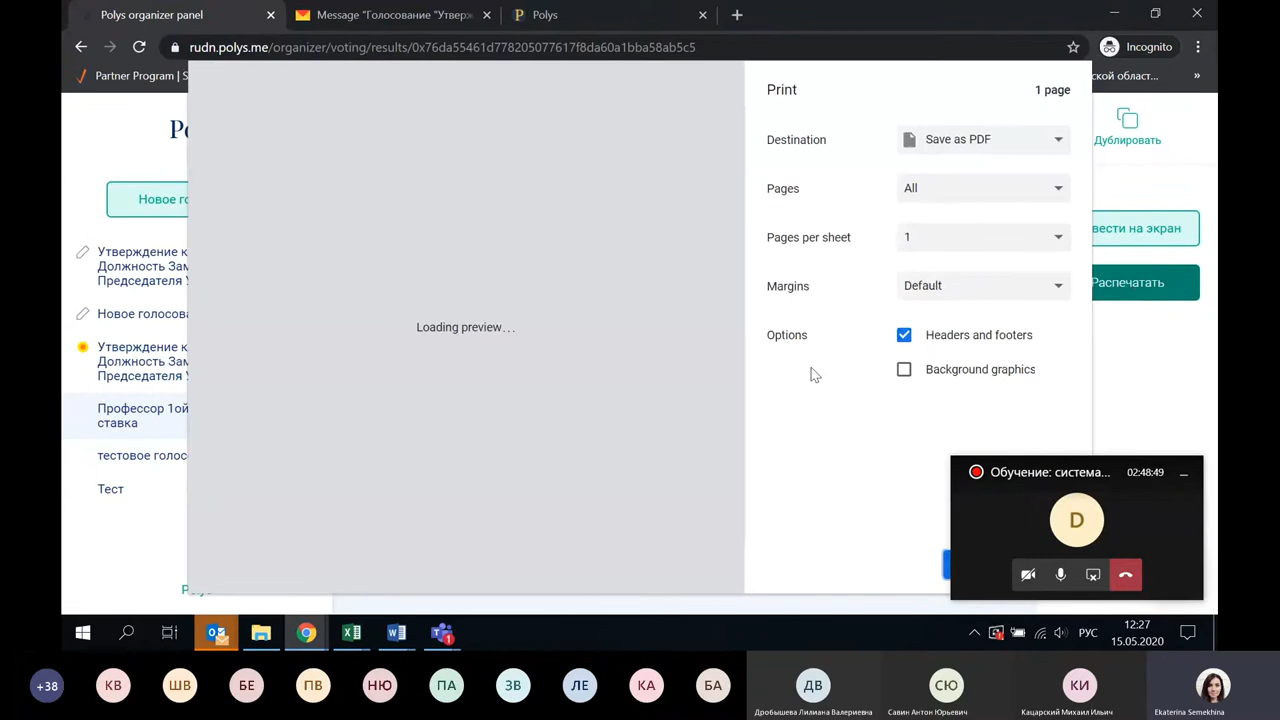 Polys organizer panel
Message "Голосование "Утверж
Polys
rudn.polys.me/organizer/voting/results/0x76da55461d778205077617f8da60a1bba58ab5c5
Incognito
Partner Program | S
ской област...
»
Print
1 page
Destination
Save as PDF
Pages
All
Pages per sheet
1
Margins
Default
Options
Headers and footers
Background graphics
Loading preview...
Дублировать
вести на экран
Распечатать
Новое го
Утверждение к
Должность Зам
Председателя У
Новое голосова
Утверждение к
Должность Зам
Председателя У
Профессор 1ой
ставка
тестовое голос
Тест
Обучение: система...
02:48:49
D
РУС
12:27
15.05.2020
1
+38
КВ
ШВ
БЕ
ПВ
НЮ
ПА
ЗВ
ЛЕ
КА
БА
ДВ
Дробышева Лилиана Валериевна
СЮ
Савин Антон Юрьевич
КИ
Кацарский Михаил Ильич
Ekaterina Semekhina